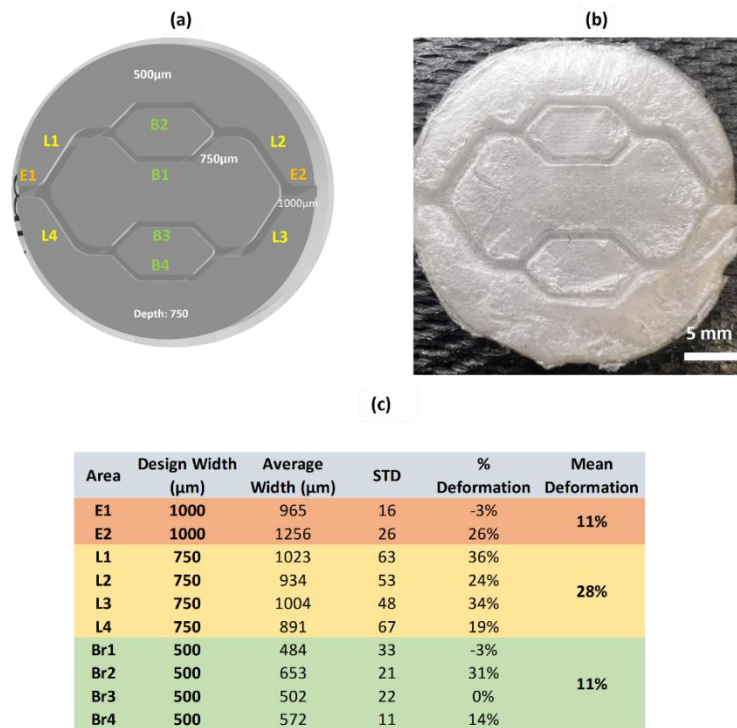 (a)
(b)
500µm
B2
L1
L2
750µm
E1
B1
E2
1000µm
L4
B3
L3
B4
Depth: 750
5 mm
(c)
Area Design Width (µm) Average Width (µm) STD % Deformation Mean Deformation
E1 1000 965 16 -3% 11%
E2 1000 1256 26 26%
L1 750 1023 63 36% 28%
L2 750 934 53 24%
L3 750 1004 48 34%
L4 750 891 67 19%
Br1 500 484 33 -3% 11%
Br2 500 653 21 31%
Br3 500 502 22 0%
Br4 500 572 11 14%